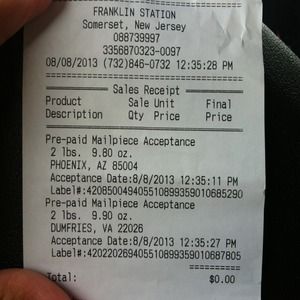 FRANKLIN STATION
Somerset, New Jersey
088739997
3356870323-0097
08/08/2013 (732)846-0732 12:35:28 PM
Sales Receipt
Product Sale Unit Final
Description Qty Price Price
Pre-paid Mailpiece Acceptance
2 lbs. 9.80 oz.
PHOENIX, AZ 85004
Acceptance Date:8/8/2013 12:35:11 PM
Label#:420850049405510899359010685290
Pre-paid Mailpiece Acceptance
2 lbs. 9.90 oz.
DUMFRIES, VA 22026
Acceptance Date:8/8/2013 12:35:27 PM
Label#:420220269405510899359010687805
Total: $0.00